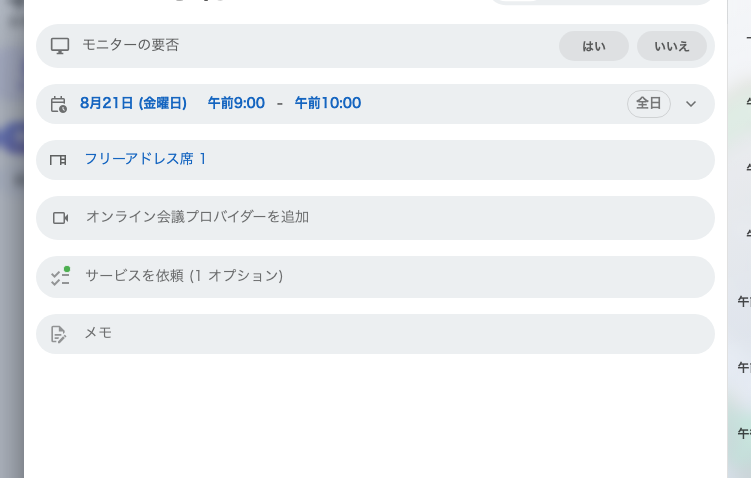 モニターの要否
はい
いいえ
8月21日 (金曜日) 午前9:00 - 午前10:00
全日
フリーアドレス席 1
オンライン会議プロバイダーを追加
サービスを依頼 (1 オプション)
メモ